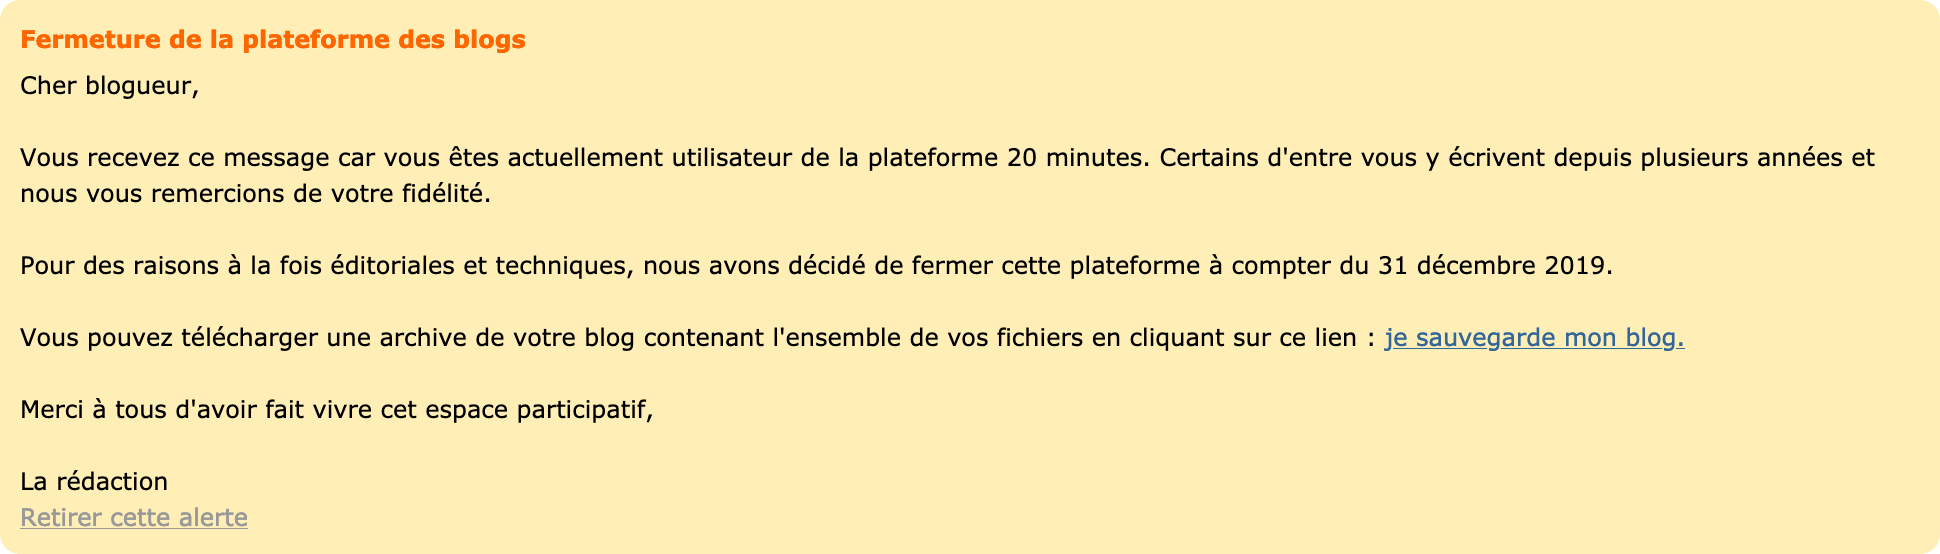 Fermeture de la plateforme des blogs
Cher blogueur,
Vous recevez ce message car vous êtes actuellement utilisateur de la plateforme 20 minutes. Certains d'entre vous y écrivent depuis plusieurs années et
nous vous remercions de votre fidélité.
Pour des raisons à la fois éditoriales et techniques, nous avons décidé de fermer cette plateforme à compter du 31 décembre 2019.
Vous pouvez télécharger une archive de votre blog contenant l'ensemble de vos fichiers en cliquant sur ce lien : je sauvegarde mon blog.
Merci à tous d'avoir fait vivre cet espace participatif,
La rédaction
Retirer cette alerte